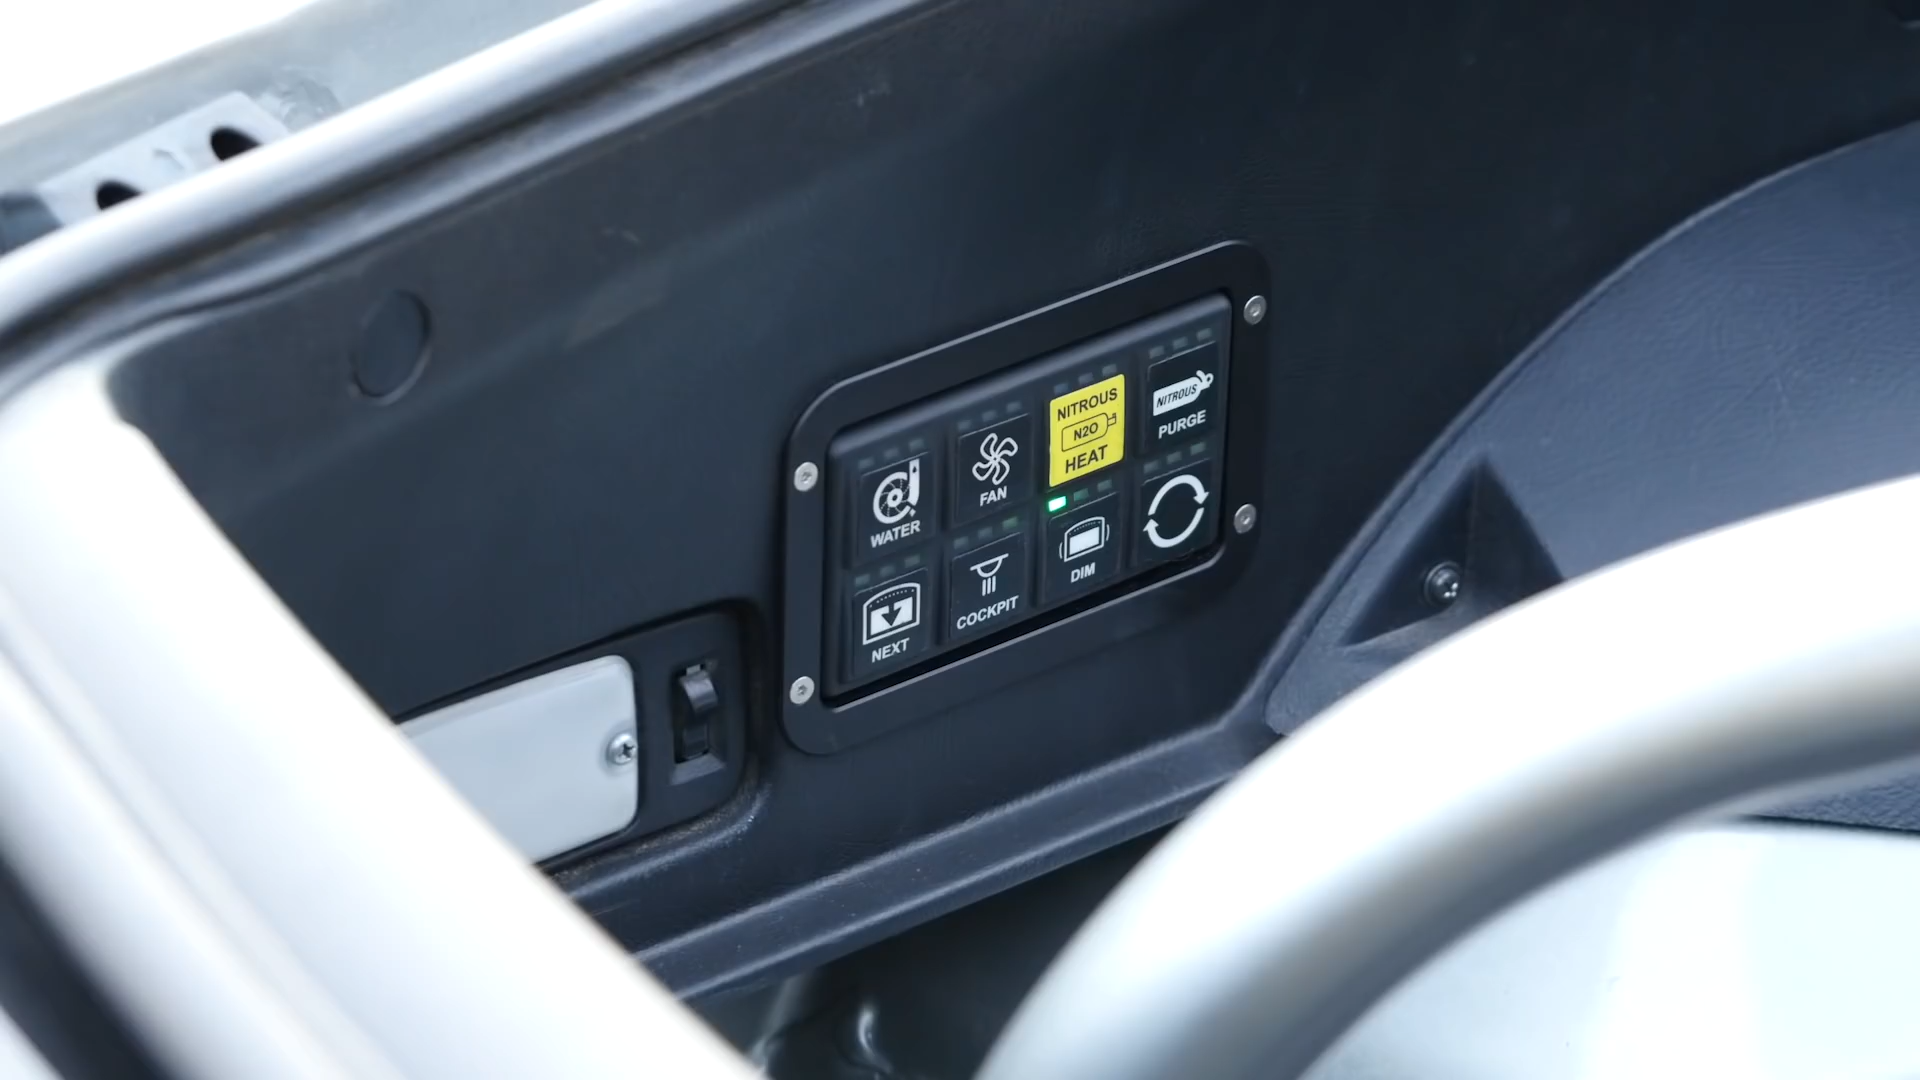 WATER
FAN
NITROUS
N2O
HEAT
NITROUS
PURGE
NEXT
COCKPIT
DIM